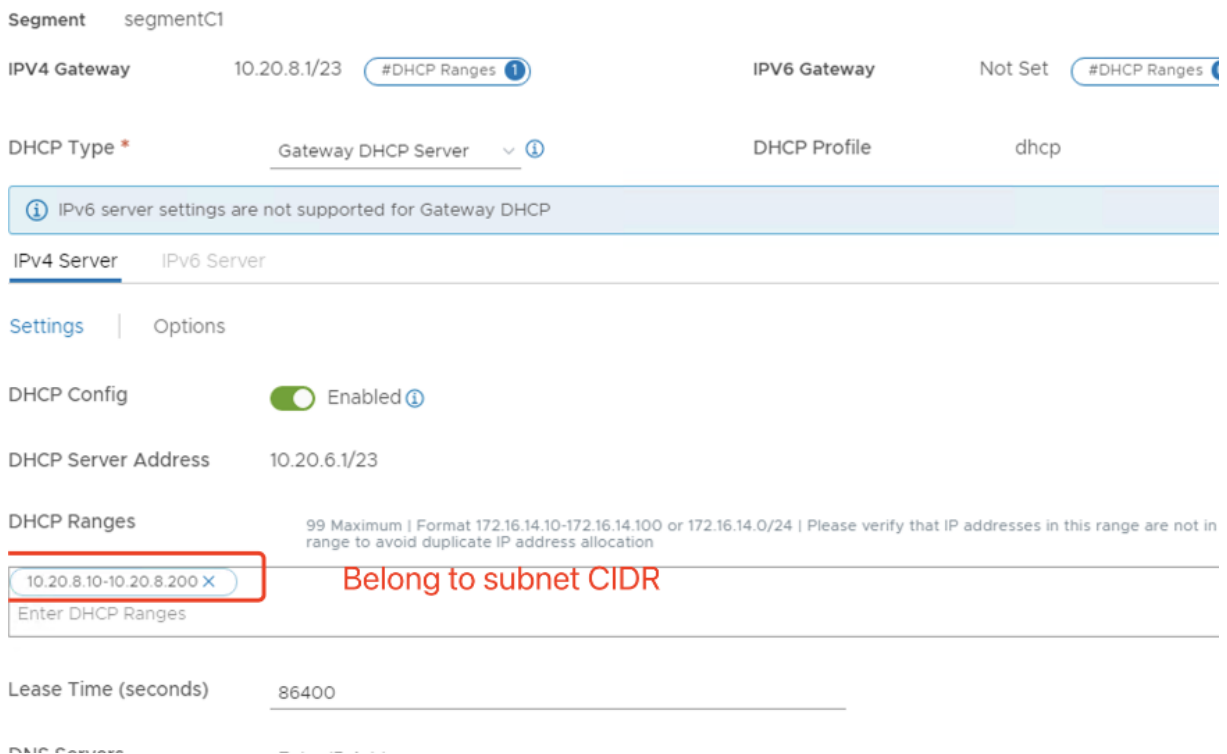 Segment segmentC1
IPV4 Gateway 10.20.8.1/23 #DHCP Ranges 1 IPV6 Gateway Not Set #DHCP Ranges
DHCP Type * Gateway DHCP Server DHCP Profile dhcp
IPv6 server settings are not supported for Gateway DHCP
IPv4 Server IPv6 Server
Settings | Options
DHCP Config Enabled
DHCP Server Address 10.20.6.1/23
DHCP Ranges 99 Maximum | Format 172.16.14.10-172.16.14.100 or 172.16.14.0/24 | Please verify that IP addresses in this range are not in
range to avoid duplicate IP address allocation
10.20.8.10-10.20.8.200 × Belong to subnet CIDR
Enter DHCP Ranges
Lease Time (seconds) 86400